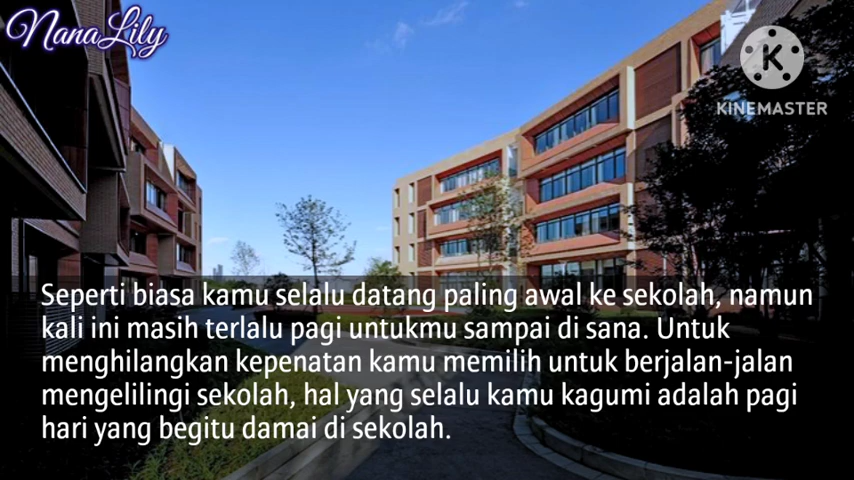 NanaLily
K
KINEMASTER
Seperti biasa kamu selalu datang paling awal ke sekolah, namun
kali ini masih terlalu pagi untukmu sampai di sana. Untuk
menghilangkan kepenatan kamu memilih untuk berjalan-jalan
mengelilingi sekolah, hal yang selalu kamu kagumi adalah pagi
hari yang begitu damai di sekolah.